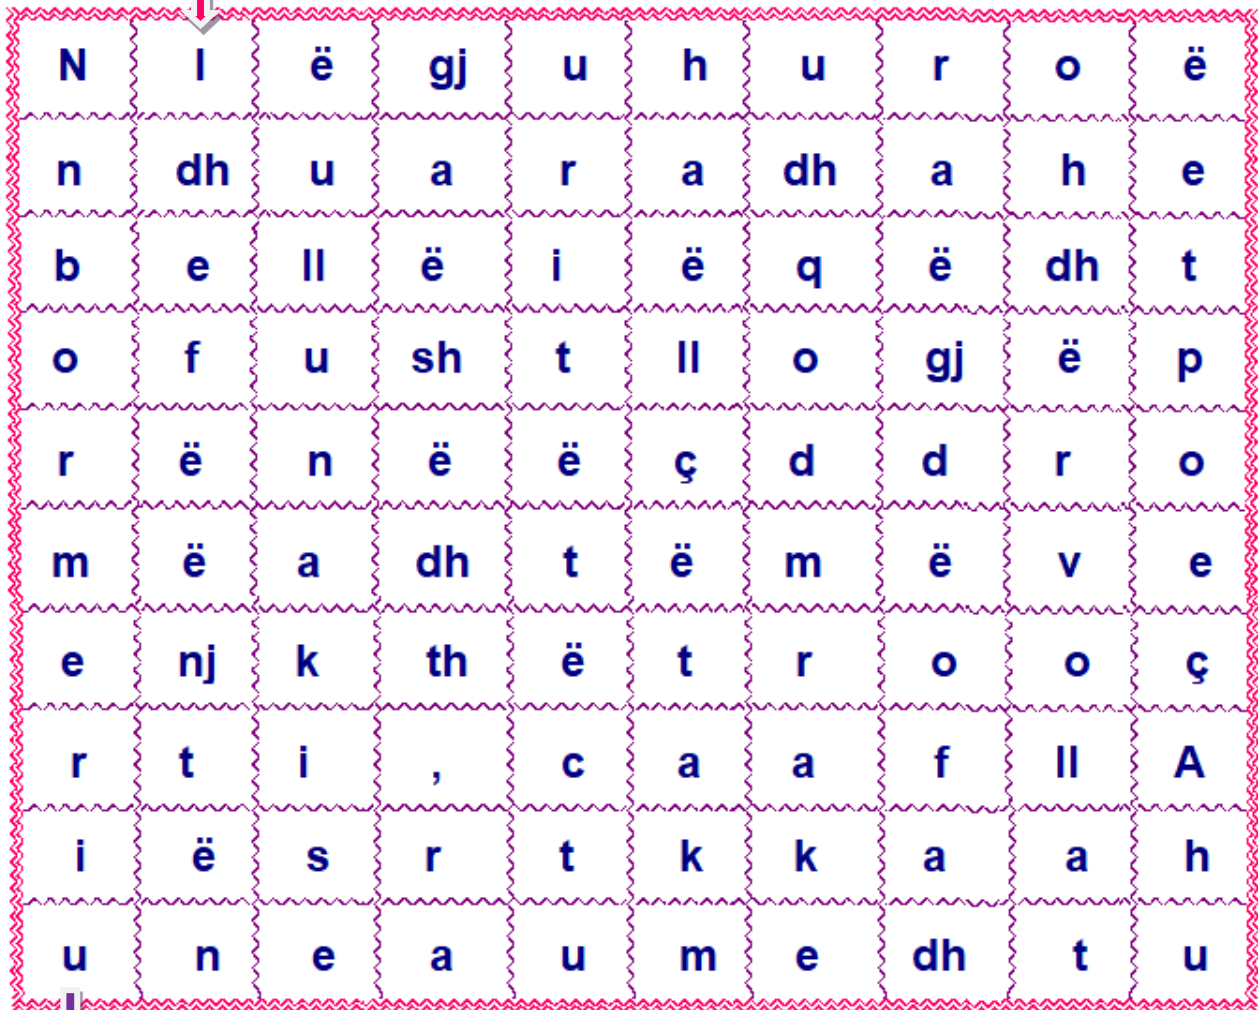 N l ë gj u h u r o ë
n dh u a r a dh a h e
b e ll ë i ë q ë dh t
o f u sh t ll o gj ë p
r ë n ë ë ç d d r o
m ë a dh t ë m ë v e
e nj k th ë t r o o ç
r t i , c a a f ll A
i ë s r t k k a a h
u n e a u m e dh t u